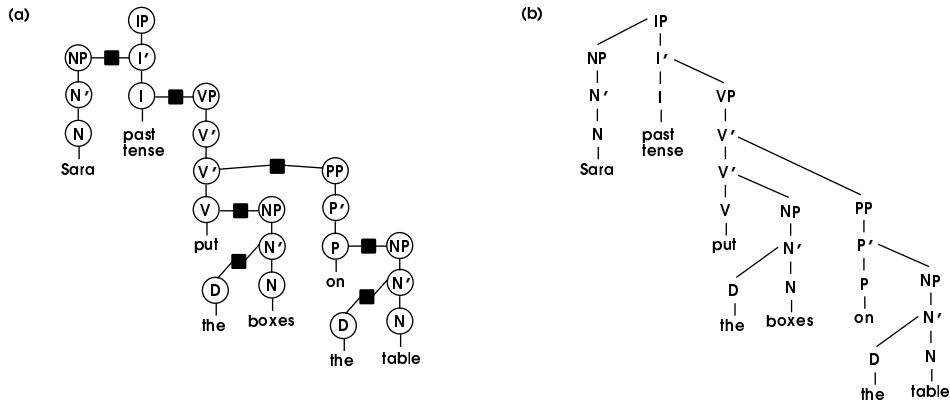 (a)
IP
NP I′
N′ I VP
N past tense V′
Sara V′ PP
V NP P′
put N′ P NP
D N on N′
the boxes D N
the table
(b)
IP
NP I′
N′ I VP
N past tense V′
Sara V′
V NP PP
put N′ P′
D N P NP
the boxes on N′
D N
the table